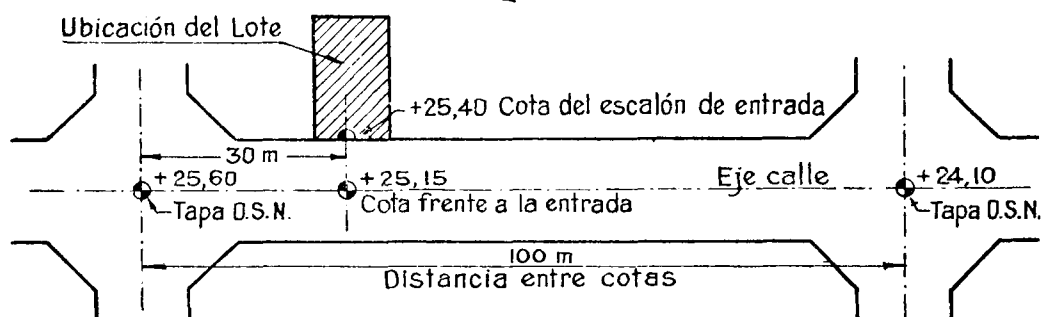 Ubicación del Lote
+25,40 Cota del escalón de entrada
30 m
+25,60
+25,15
Eje calle
+24,10
Tapa O.S.N.
Cota frente a la entrada
Tapa O.S.N.
100 m
Distancia entre cotas